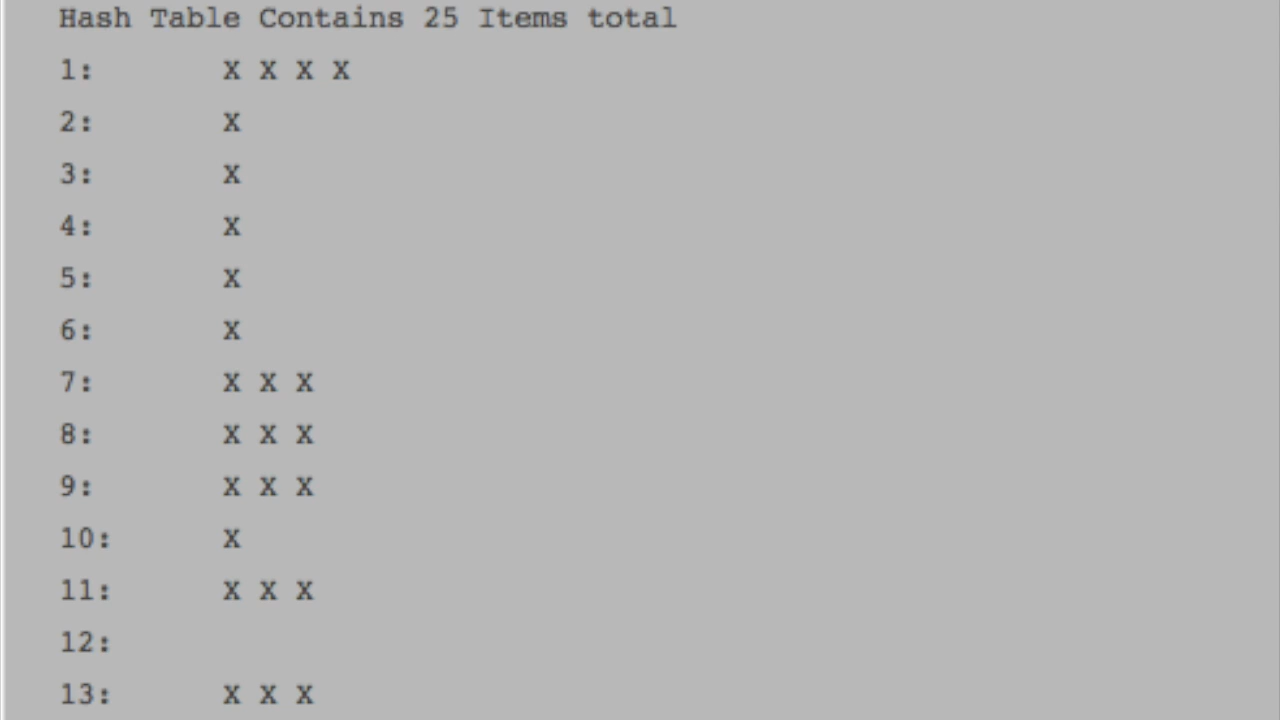 Hash Table Contains 25 Items total
1: X X X X
2: X
3: X
4: X
5: X
6: X
7: X X X
8: X X X
9: X X X
10: X
11: X X X
12:
13: X X X